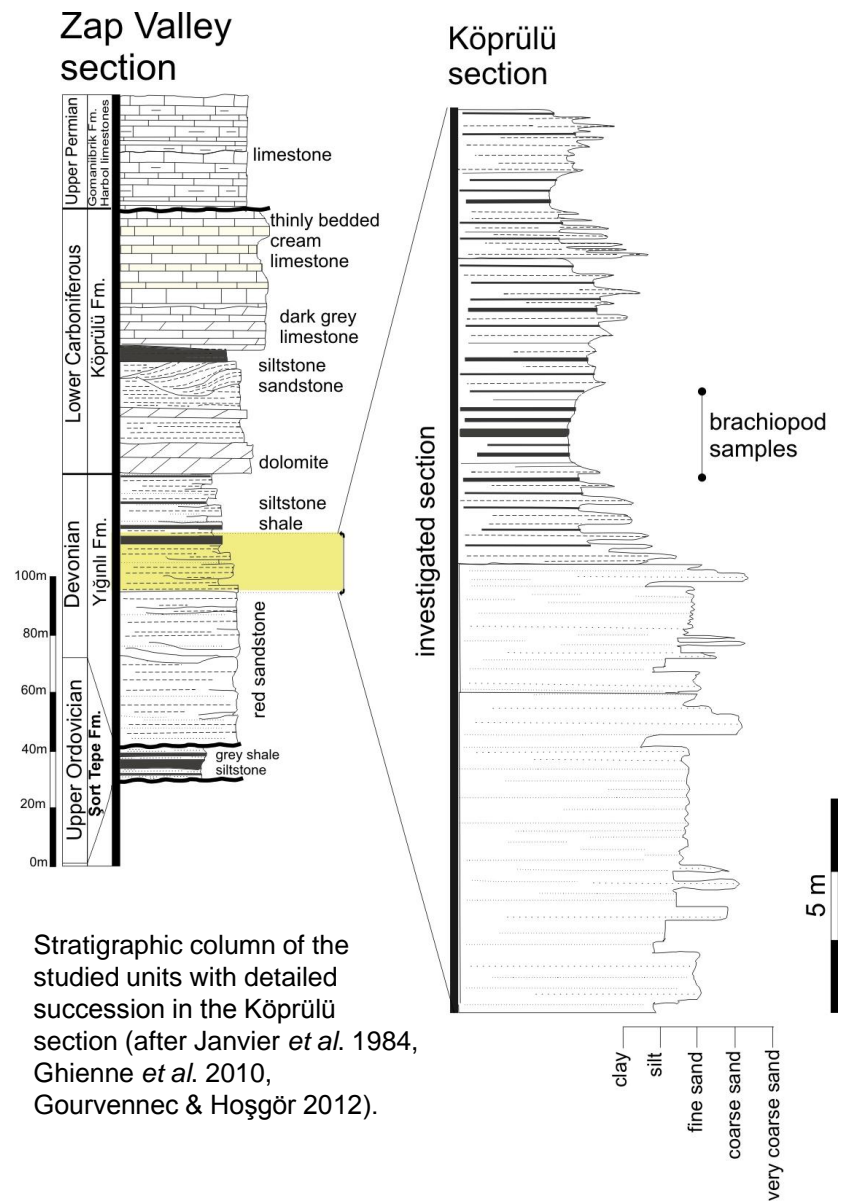 Zap Valley
section
Köprülü
section
Upper Permian
Gomaniibrik Fm.
Harbol limestones
limestone
Lower Carboniferous
Köprülü Fm.
thinly bedded
cream
limestone
dark grey
limestone
siltstone
sandstone
dolomite
Devonian
Yığınlı Fm.
siltstone
shale
red sandstone
Upper Ordovician
Şort Tepe Fm.
grey shale
siltstone
100m
80m
60m
40m
20m
0m
investigated section
brachiopod
samples
5 m
clay
silt
fine sand
coarse sand
very coarse sand
Stratigraphic column of the
studied units with detailed
succession in the Köprülü
section (after Janvier et al. 1984,
Ghienne et al. 2010,
Gourvennec & Hoşgör 2012).